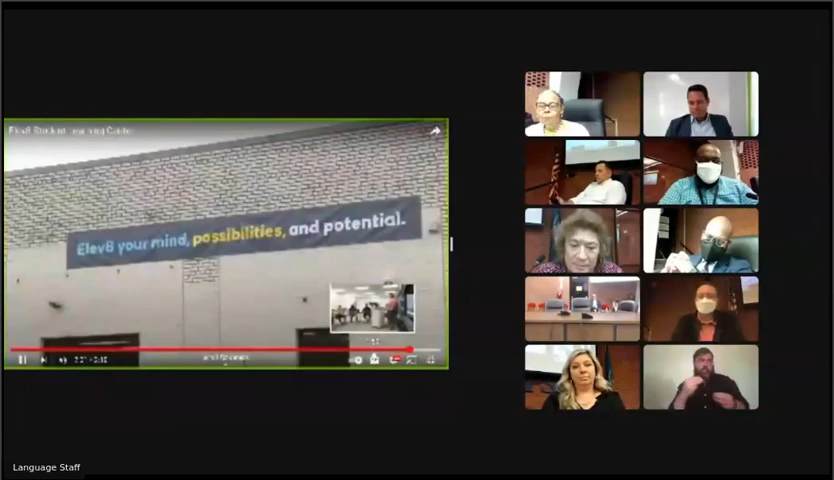 Elev8 Student Learning Center
Elev8 your mind, possibilities, and potential.
Language Staff